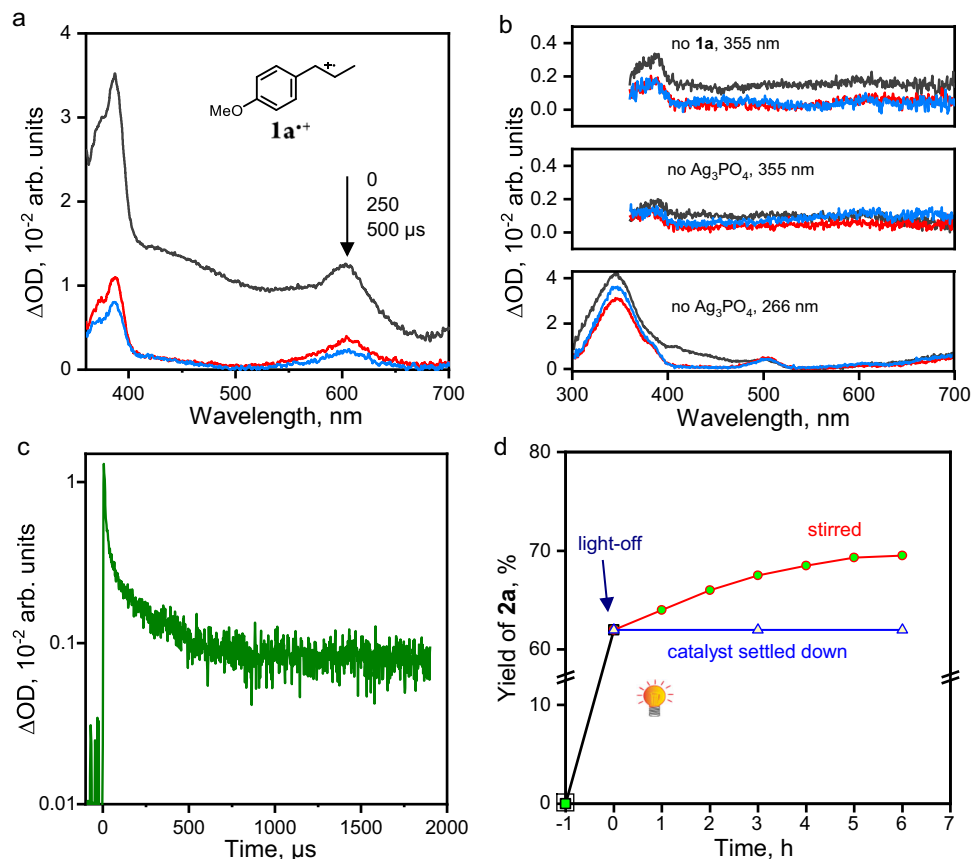 a
ΔOD, 10⁻² arb. units
4
3
2
1
0
MeO
+•
1a•+
0
250
500 µs
400
500
600
700
Wavelength, nm
b
ΔOD, 10⁻² arb. units
0.4
0.2
0.0
no 1a, 355 nm
0.4
0.2
0.0
no Ag₃PO₄, 355 nm
4
2
0
no Ag₃PO₄, 266 nm
300
400
500
600
700
Wavelength, nm
c
ΔOD, 10⁻² arb. units
1
0.1
0.01
0
500
1000
1500
2000
Time, µs
d
Yield of 2a, %
80
70
60
10
0
light-off
stirred
catalyst settled down
-1
0
1
2
3
4
5
6
7
Time, h